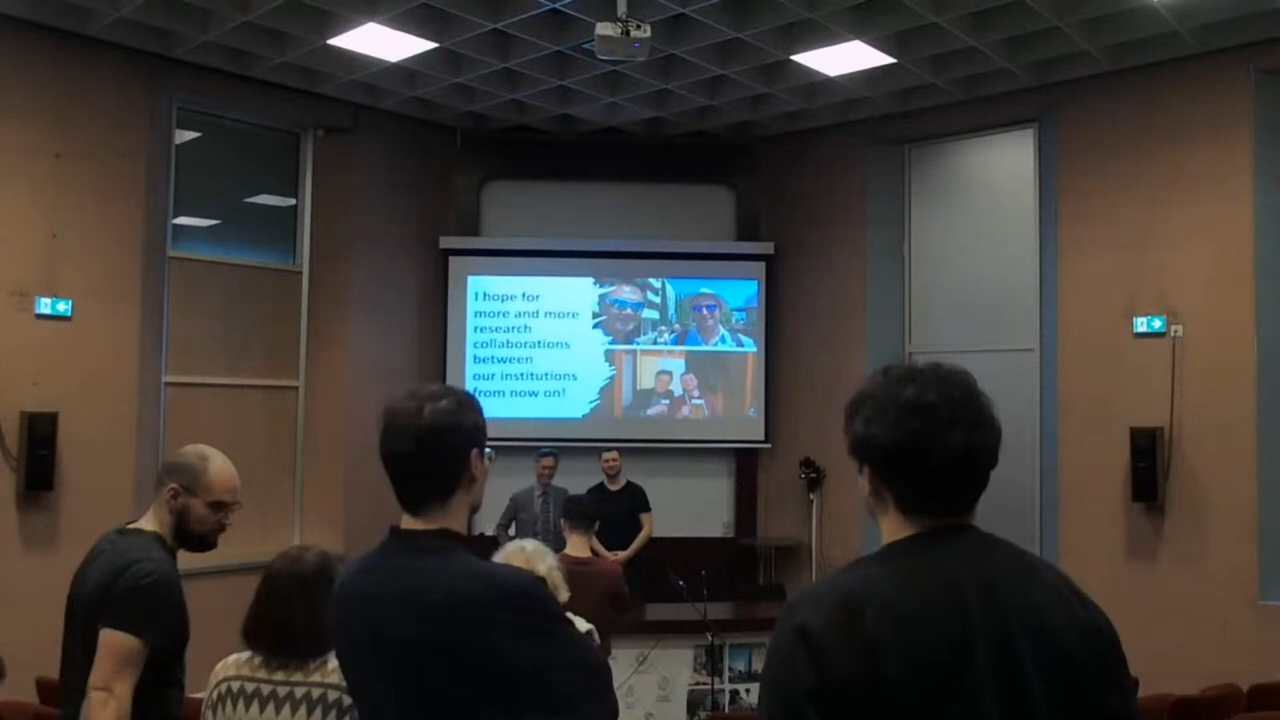 I hope for
more and more
research
collaborations
between
our institutions
from now on!